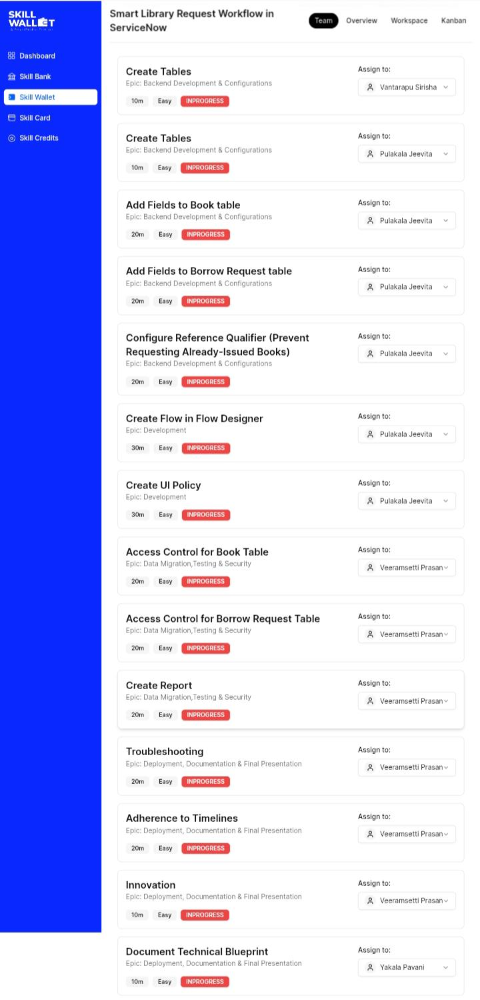 SKILL
WALLET
Smart Library Request Workflow in
ServiceNow
Team
Overview
Workspace
Kanban
Dashboard
Skill Bank
Skill Wallet
Skill Card
Skill Credits
Create Tables
Epic: Backend Development & Configurations
10m Easy INPROGRESS
Assign to:
Vantarapu Sirisha
Create Tables
Epic: Backend Development & Configurations
10m Easy INPROGRESS
Assign to:
Pulakala Jeevita
Add Fields to Book table
Epic: Backend Development & Configurations
20m Easy INPROGRESS
Assign to:
Pulakala Jeevita
Add Fields to Borrow Request table
Epic: Backend Development & Configurations
20m Easy INPROGRESS
Assign to:
Pulakala Jeevita
Configure Reference Qualifier (Prevent
Requesting Already-Issued Books)
Epic: Backend Development & Configurations
20m Easy INPROGRESS
Assign to:
Pulakala Jeevita
Create Flow in Flow Designer
Epic: Development
30m Easy INPROGRESS
Assign to:
Pulakala Jeevita
Create UI Policy
Epic: Development
30m Easy INPROGRESS
Assign to:
Pulakala Jeevita
Access Control for Book Table
Epic: Data Migration,Testing & Security
20m Easy INPROGRESS
Assign to:
Veeramsetti Prasan
Access Control for Borrow Request Table
Epic: Data Migration,Testing & Security
20m Easy INPROGRESS
Assign to:
Veeramsetti Prasan
Create Report
Epic: Data Migration,Testing & Security
20m Easy INPROGRESS
Assign to:
Veeramsetti Prasan
Troubleshooting
Epic: Deployment, Documentation & Final Presentation
20m Easy INPROGRESS
Assign to:
Veeramsetti Prasan
Adherence to Timelines
Epic: Deployment, Documentation & Final Presentation
20m Easy INPROGRESS
Assign to:
Veeramsetti Prasan
Innovation
Epic: Deployment, Documentation & Final Presentation
10m Easy INPROGRESS
Assign to:
Veeramsetti Prasan
Document Technical Blueprint
Epic: Deployment, Documentation & Final Presentation
10m Easy INPROGRESS
Assign to:
Yakala Pavani